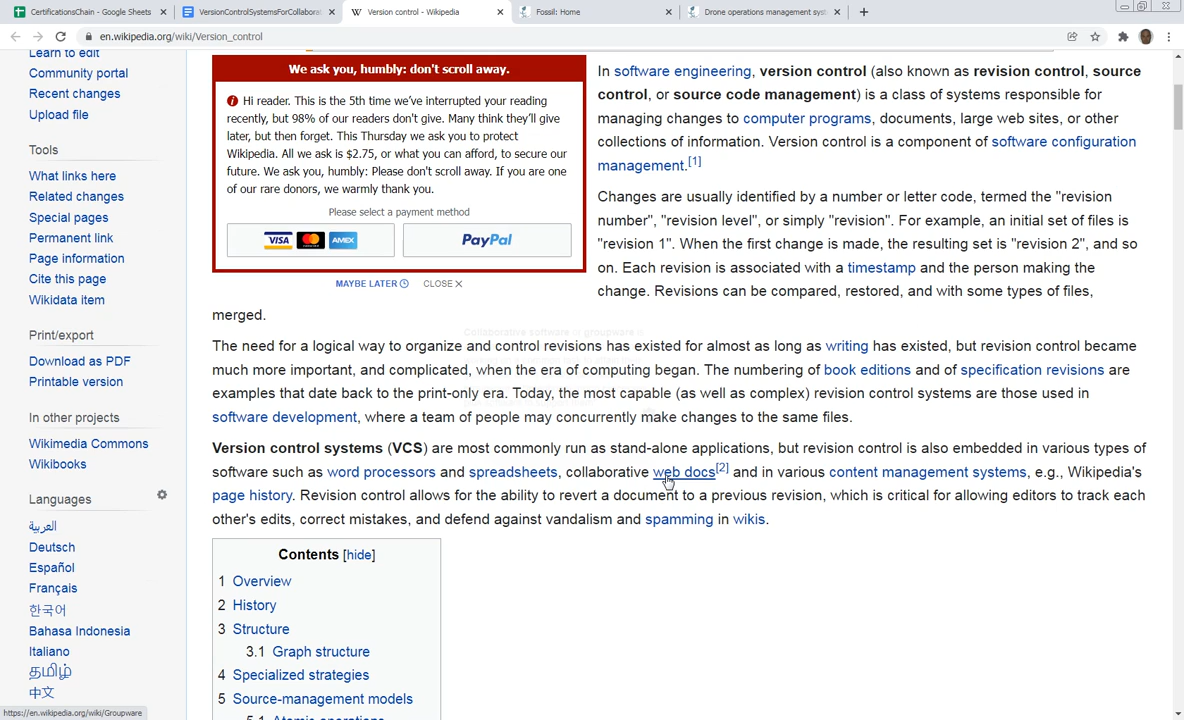 CertificationsChain - Google Sheets
VersionControlSystemsForCollabora
Version control - Wikipedia
Fossil: Home
Drone operations management syst
en.wikipedia.org/wiki/Version_control
Learn to edit
Community portal
Recent changes
Upload file
Tools
What links here
Related changes
Special pages
Permanent link
Page information
Cite this page
Wikidata item
Print/export
Download as PDF
Printable version
In other projects
Wikimedia Commons
Wikibooks
Languages
العربية
Deutsch
Español
Français
한국어
Bahasa Indonesia
Italiano
தமிழ்
中文
https://en.wikipedia.org/wiki/Groupware
We ask you, humbly: don't scroll away.
Hi reader. This is the 5th time we've interrupted your reading
recently, but 98% of our readers don't give. Many think they'll give
later, but then forget. This Thursday we ask you to protect
Wikipedia. All we ask is $2.75, or what you can afford, to secure our
future. We ask you, humbly: Please don't scroll away. If you are one
of our rare donors, we warmly thank you.
Please select a payment method
VISA AMEX PayPal
MAYBE LATER CLOSE
In software engineering, version control (also known as revision control, source
control, or source code management) is a class of systems responsible for
managing changes to computer programs, documents, large web sites, or other
collections of information. Version control is a component of software configuration
management.[1]
Changes are usually identified by a number or letter code, termed the "revision
number", "revision level", or simply "revision". For example, an initial set of files is
"revision 1". When the first change is made, the resulting set is "revision 2", and so
on. Each revision is associated with a timestamp and the person making the
change. Revisions can be compared, restored, and with some types of files,
merged.
Collaborative software or groupware is
The need for a logical way to organize and control revisions has existed for almost as long as writing has existed, but revision control became
much more important, and complicated, when the era of computing began. The numbering of book editions and of specification revisions are
examples that date back to the print-only era. Today, the most capable (as well as complex) revision control systems are those used in
software development, where a team of people may concurrently make changes to the same files.
Version control systems (VCS) are most commonly run as stand-alone applications, but revision control is also embedded in various types of
software such as word processors and spreadsheets, collaborative web docs[2] and in various content management systems, e.g., Wikipedia's
page history. Revision control allows for the ability to revert a document to a previous revision, which is critical for allowing editors to track each
other's edits, correct mistakes, and defend against vandalism and spamming in wikis.
Contents [hide]
1 Overview
2 History
3 Structure
3.1 Graph structure
4 Specialized strategies
5 Source-management models
5.1 Atomic operations